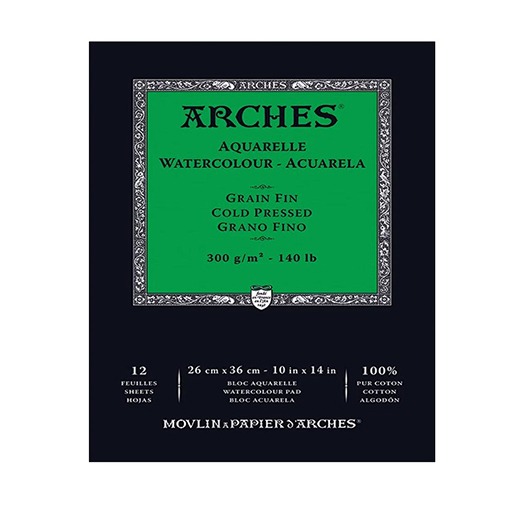 ARCHES
ARCHES®
AQUARELLE
WATERCOLOUR - ACUARELA
GRAIN FIN
COLD PRESSED
GRANO FINO
300 g/m² - 140 lb
12
FEUILLES
SHEETS
HOJAS
26 cm x 36 cm - 10 in x 14 in
BLOC AQUARELLE
WATERCOLOUR PAD
BLOC ACUARELA
100%
PUR COTON
COTTON
ALGODÓN
MOVLIN A PAPIER D'ARCHES®